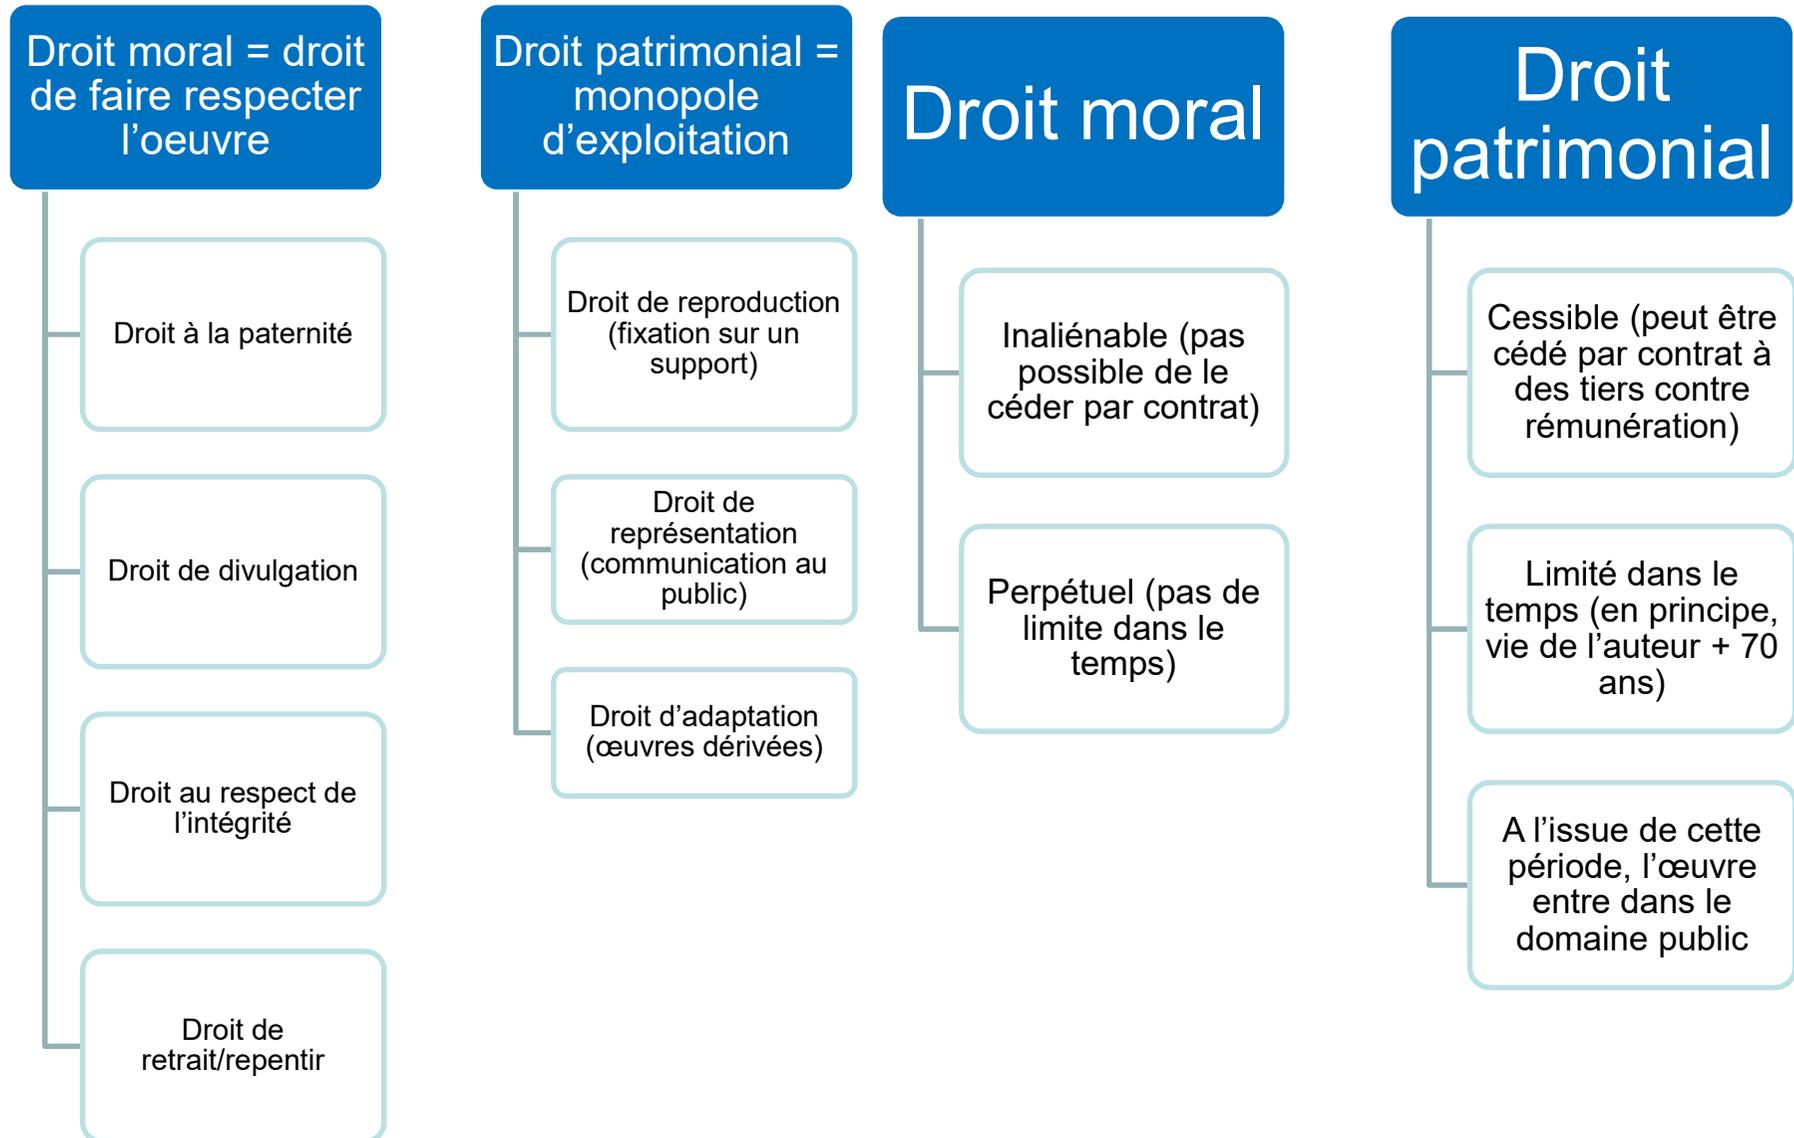 Droit moral = droit
de faire respecter
l’oeuvre
Droit à la paternité
Droit de divulgation
Droit au respect de
l’intégrité
Droit de
retrait/repentir
Droit patrimonial =
monopole
d’exploitation
Droit de reproduction
(fixation sur un
support)
Droit de
représentation
(communication au
public)
Droit d’adaptation
(œuvres dérivées)
Droit moral
Inaliénable (pas
possible de le
céder par contrat)
Perpétuel (pas de
limite dans le
temps)
Droit
patrimonial
Cessible (peut être
cédé par contrat à
des tiers contre
rémunération)
Limité dans le
temps (en principe,
vie de l’auteur + 70
ans)
A l’issue de cette
période, l’œuvre
entre dans le
domaine public